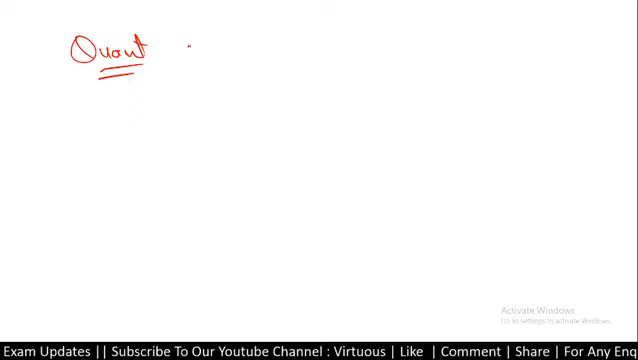 Quant
Activate Windows
Go to Settings to activate Windows.
Exam Updates || Subscribe To Our Youtube Channel : Virtuous | Like | Comment | Share | For Any Enq